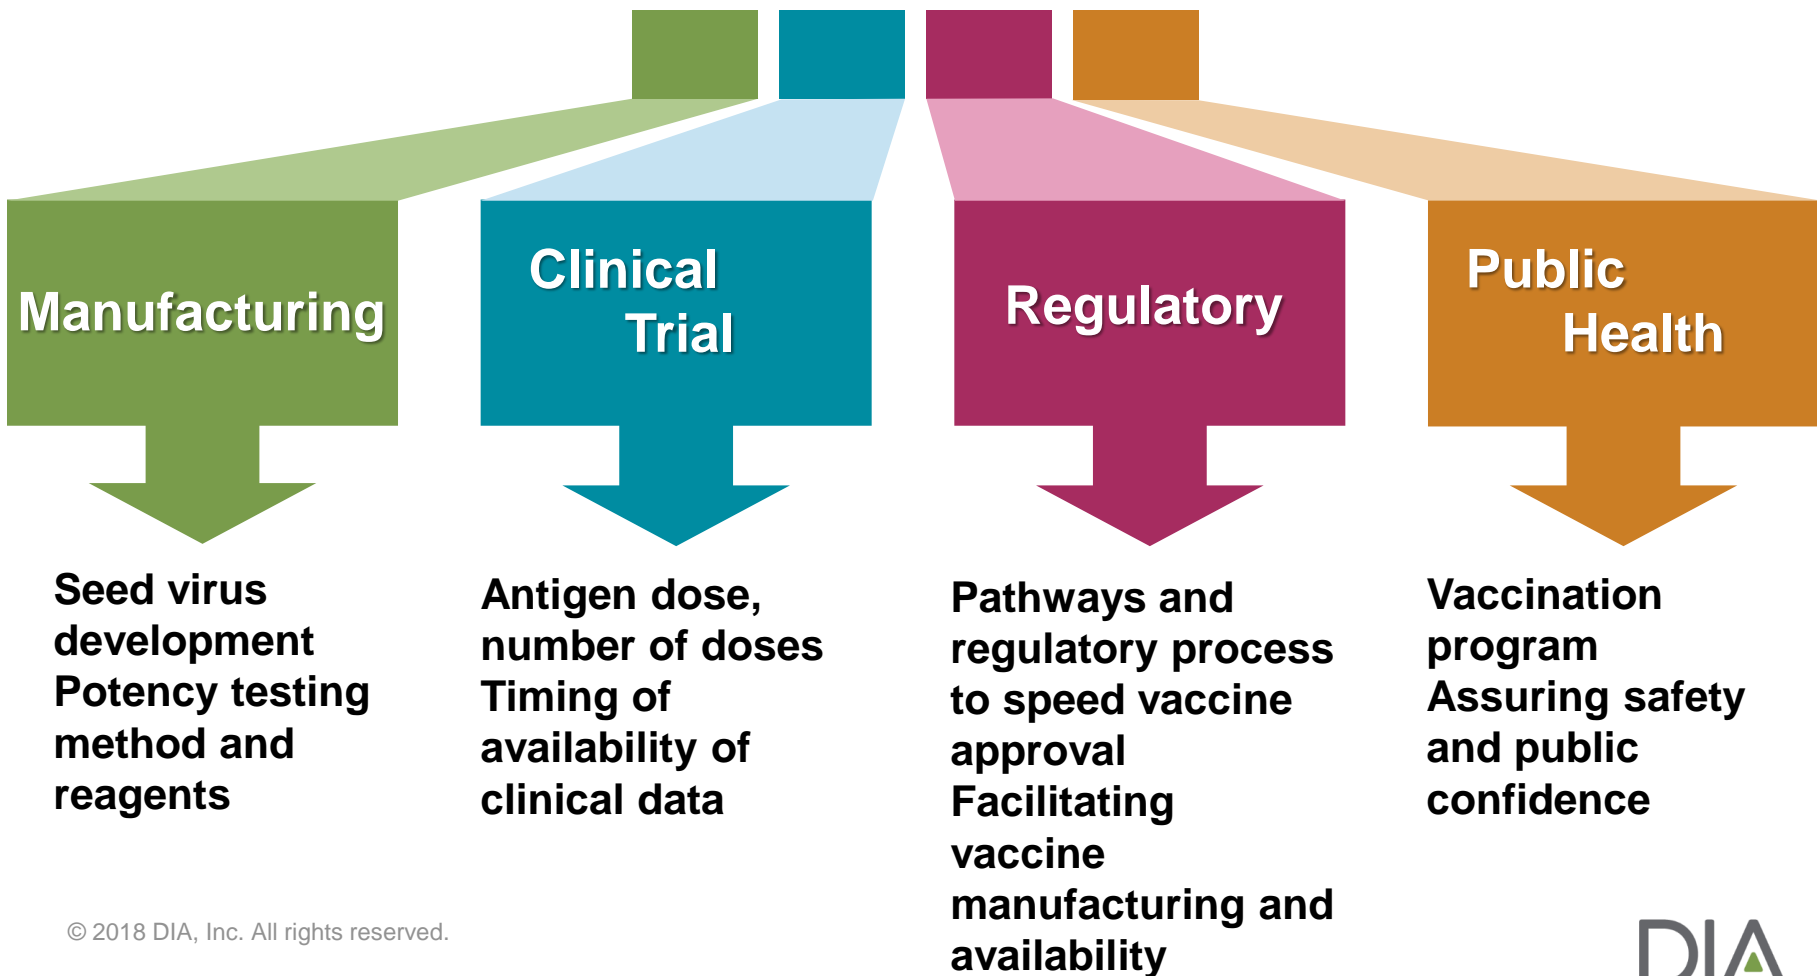 Manufacturing
Clinical
Trial
Regulatory
Public
Health
Seed virus
development
Potency testing
method and
reagents
Antigen dose,
number of doses
Timing of
availability of
clinical data
Pathways and
regulatory process
to speed vaccine
approval
Facilitating
vaccine
manufacturing and
availability
Vaccination
program
Assuring safety
and public
confidence
© 2018 DIA, Inc. All rights reserved.
DIA